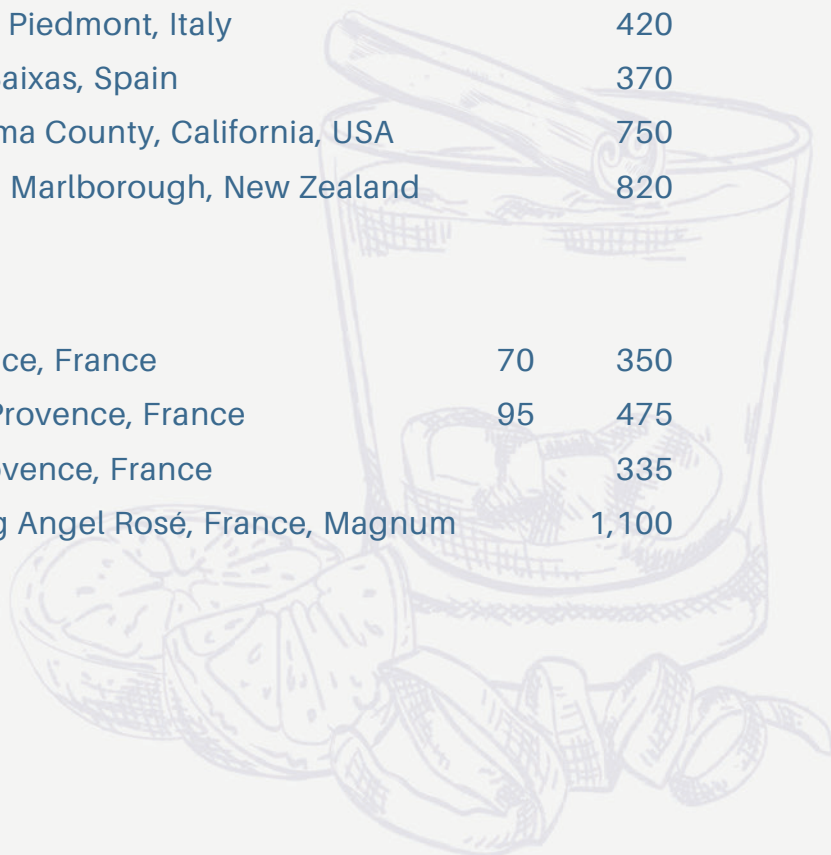 Piedmont, Italy 420
aixas, Spain 370
ma County, California, USA 750
Marlborough, New Zealand 820
ce, France 70 350
Provence, France 95 475
vence, France 335
g Angel Rosé, France, Magnum 1,100